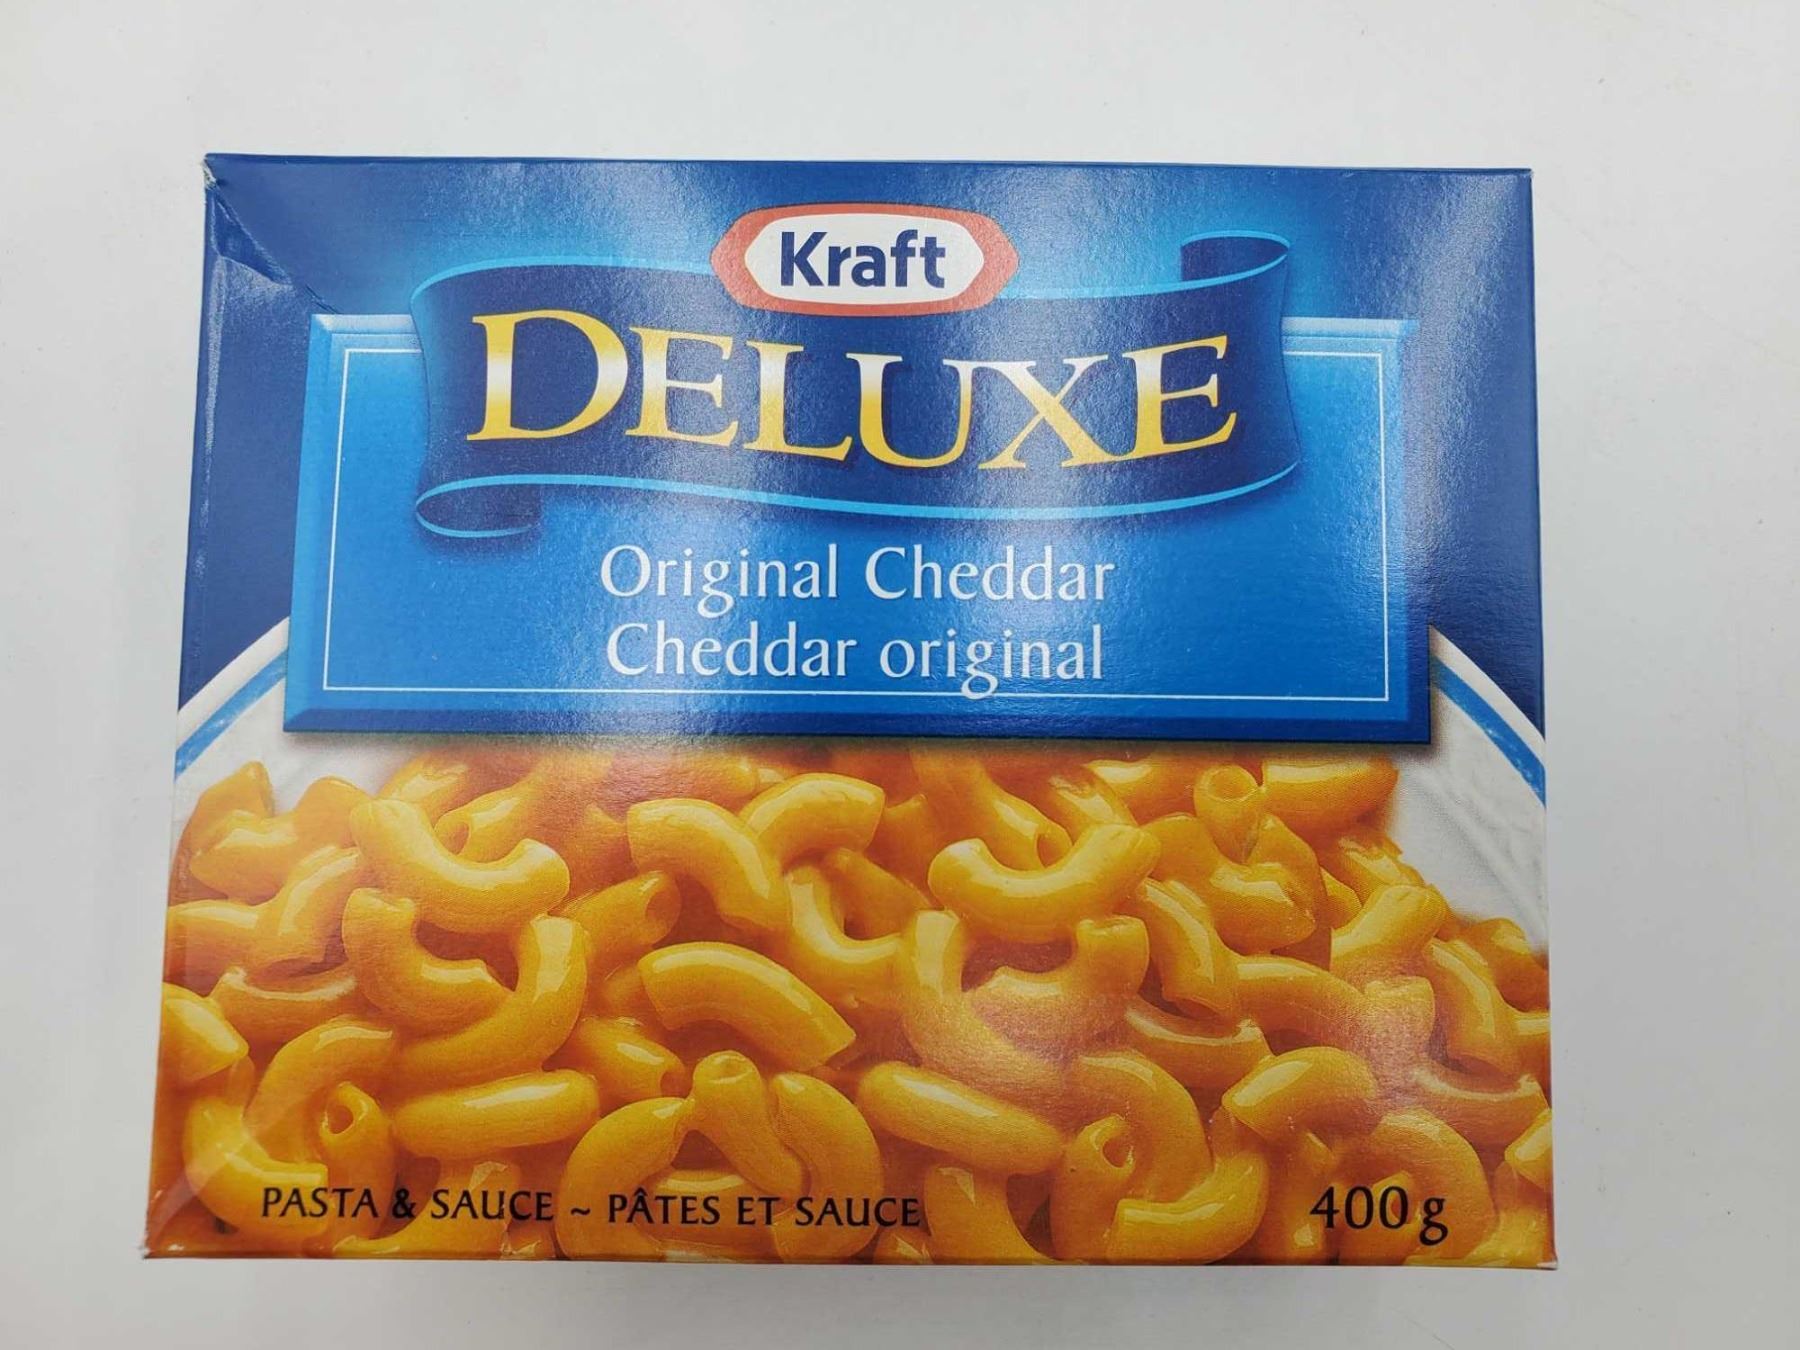 Kraft
DELUXE
Original Cheddar
Cheddar original
PASTA & SAUCE ~ PÂTES ET SAUCE
400 g